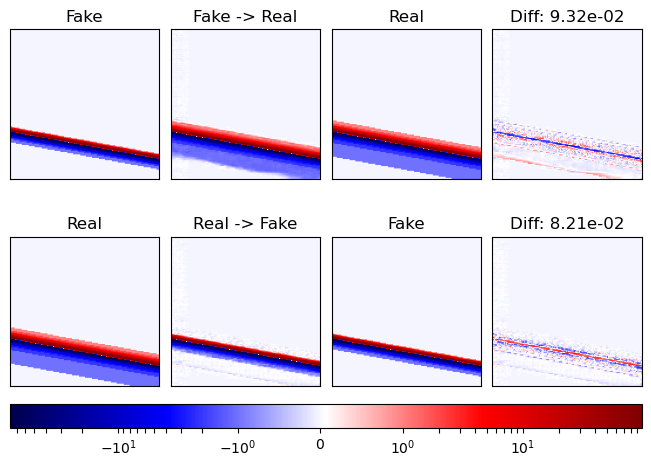 Fake Fake -> Real Real Diff: 9.32e-02
Real Real -> Fake Fake Diff: 8.21e-02
−10¹ −10⁰ 0 10⁰ 10¹